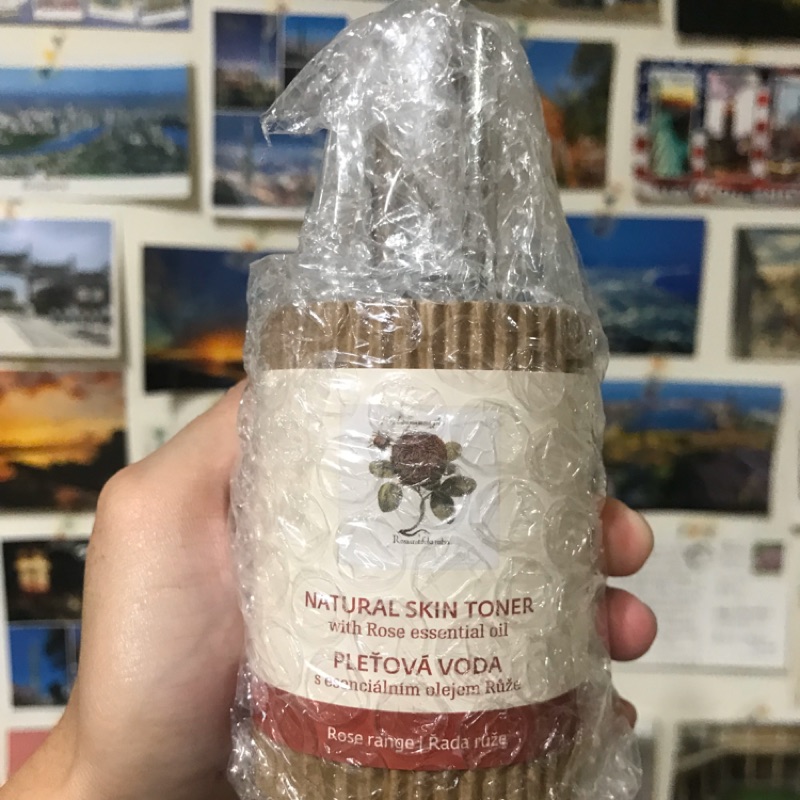 NATURAL SKIN TONER
with Rose essential oil
PLEŤOVÁ VODA
s esenciálním olejem Růže
Rose range | Řada růže